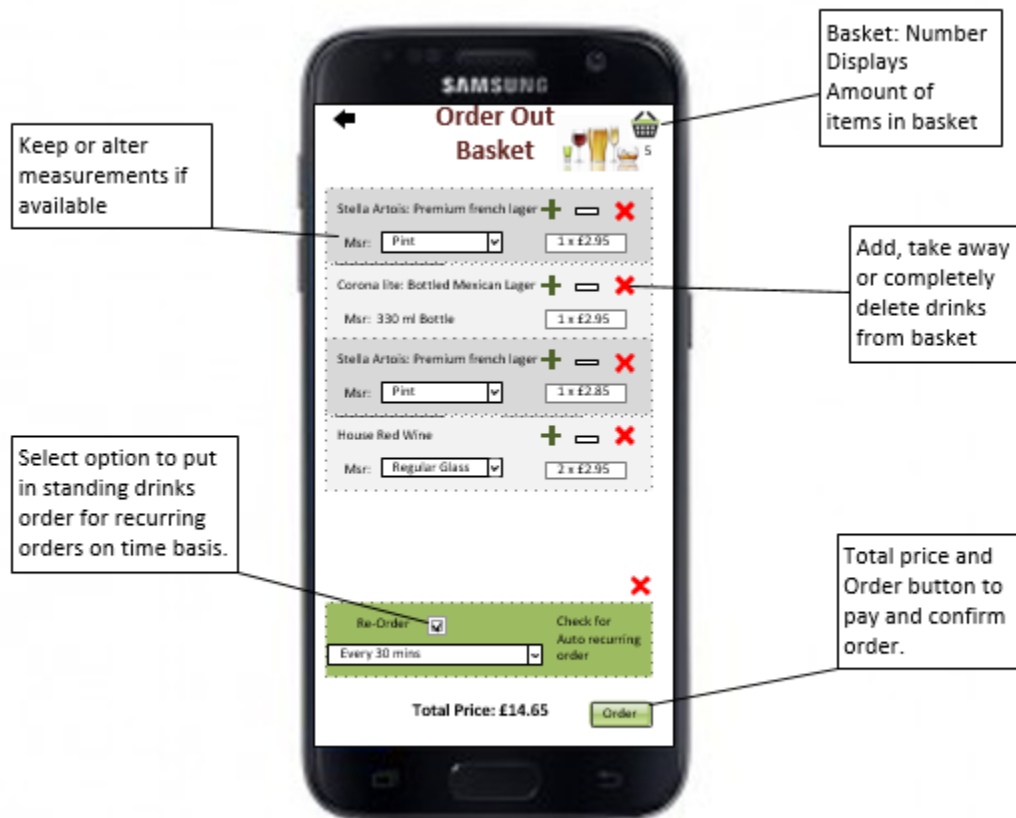 Basket: Number
Displays
Amount of
items in basket
SAMSUNG
Order Out
Basket
5
Keep or alter
measurements if
available
Stella Artois: Premium french lager
Msr: Pint
1 x £2.95
Add, take away
or completely
delete drinks
from basket
Corona lite: Bottled Mexican Lager
Msr: 330 ml Bottle
1 x £2.95
Stella Artois: Premium french lager
Msr: Pint
1 x £2.85
House Red Wine
Msr: Regular Glass
2 x £2.95
Select option to put
in standing drinks
order for recurring
orders on time basis.
Re-Order
Check for
Auto recurring
order
Every 30 mins
Total price and
Order button to
pay and confirm
order.
Total Price: £14.65
Order